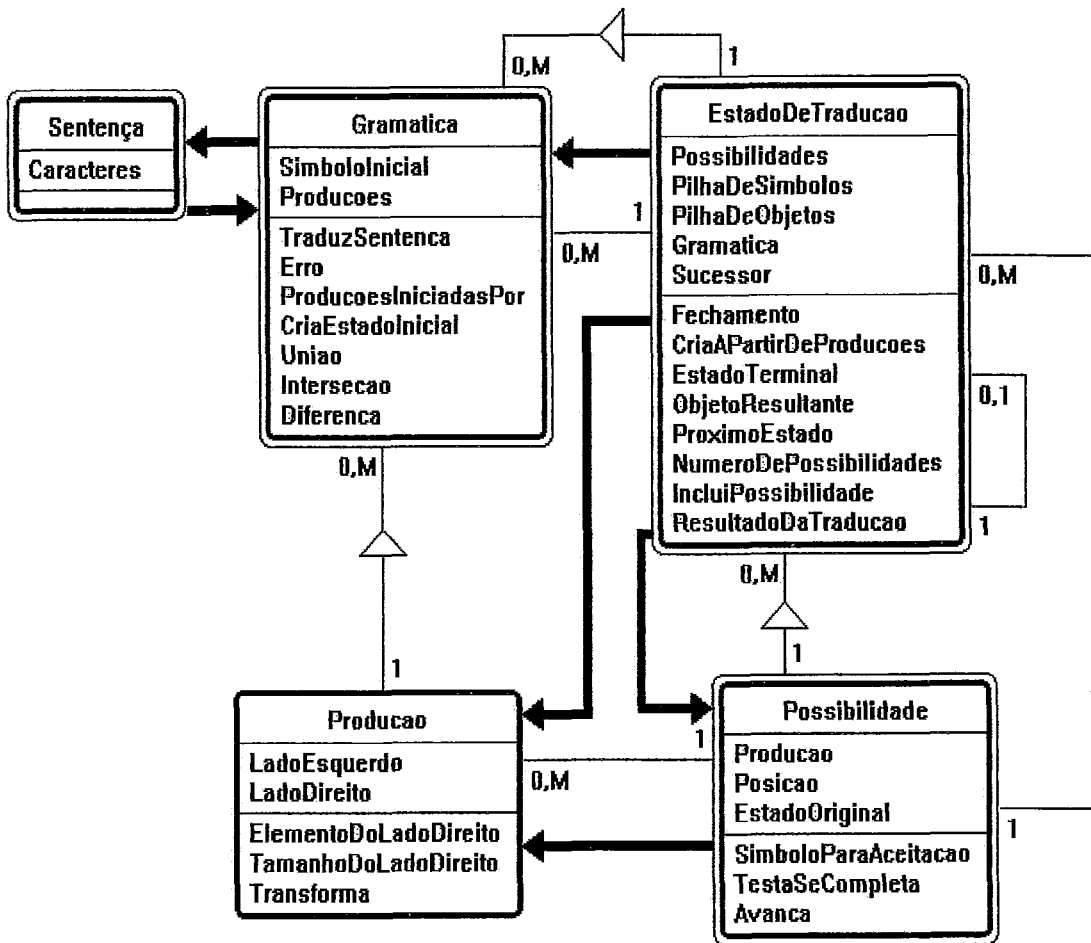 0,M
1
Sentença
Caracteres
Gramatica
SimboloInicial
Producoes
TraduzSentenca
Erro
ProducoesIniciadasPor
CriaEstadoInicial
Uniao
Intersecao
Diferenca
EstadoDeTraducao
Possibilidades
PilhaDeSimbolos
PilhaDeObjetos
Gramatica
Sucessor
Fechamento
CriaAPartirDeProducoes
EstadoTerminal
ObjetoResultante
ProximoEstado
NumeroDePossibilidades
IncluiPossibilidade
ResultadoDaTraducao
1
0,M
0,M
0,1
1
0,M
0,M
1
1
Producao
LadoEsquerdo
LadoDireito
ElementoDoLadoDireito
TamanhoDoLadoDireito
Transforma
1
0,M
Possibilidade
Producao
Posicao
EstadoOriginal
SimboloParaAceitacao
TestaSeCompleta
Avanca
1